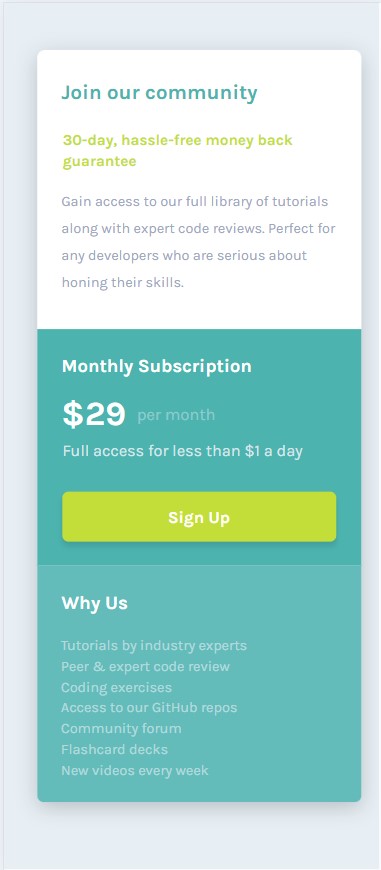 Join our community
30-day, hassle-free money back
guarantee
Gain access to our full library of tutorials
along with expert code reviews. Perfect for
any developers who are serious about
honing their skills.
Monthly Subscription
$29 per month
Full access for less than $1 a day
Sign Up
Why Us
Tutorials by industry experts
Peer & expert code review
Coding exercises
Access to our GitHub repos
Community forum
Flashcard decks
New videos every week